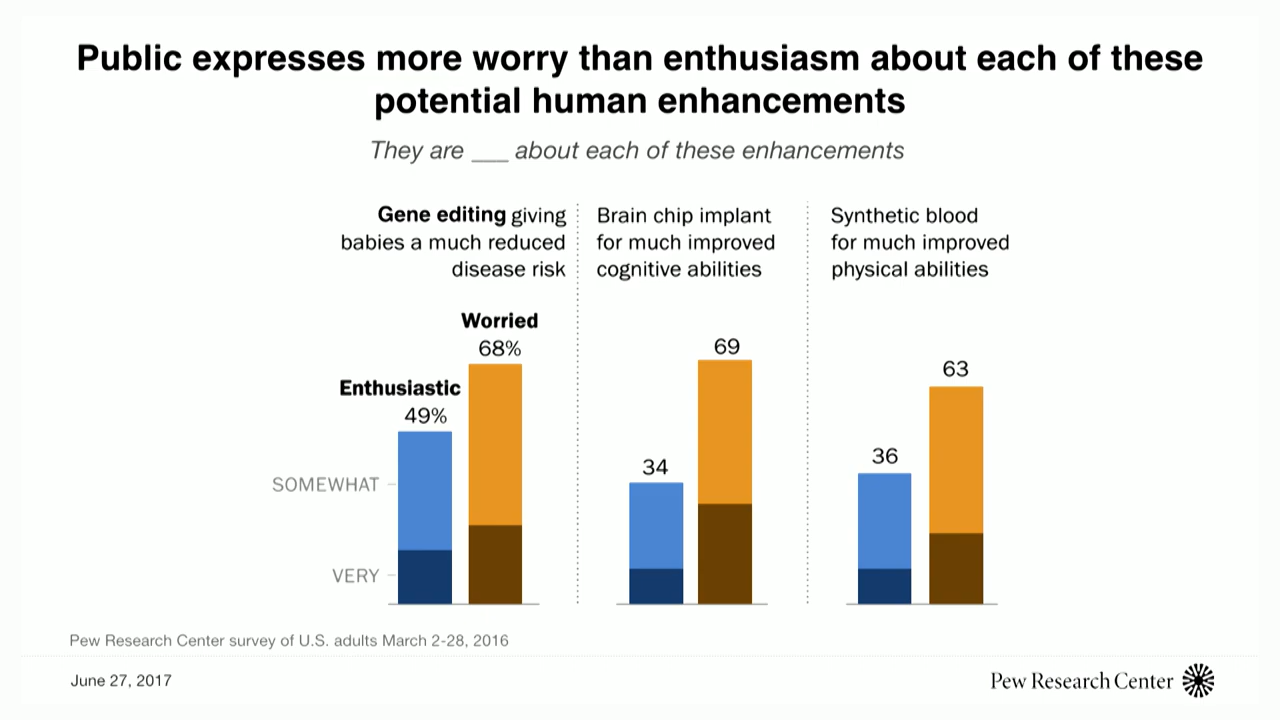 Public expresses more worry than enthusiasm about each of these
potential human enhancements
They are ___ about each of these enhancements
Gene editing giving
babies a much reduced
disease risk
Brain chip implant
for much improved
cognitive abilities
Synthetic blood
for much improved
physical abilities
Worried
68%
Enthusiastic
49%
69
34
63
36
SOMEWHAT
VERY
Pew Research Center survey of U.S. adults March 2-28, 2016
June 27, 2017
Pew Research Center